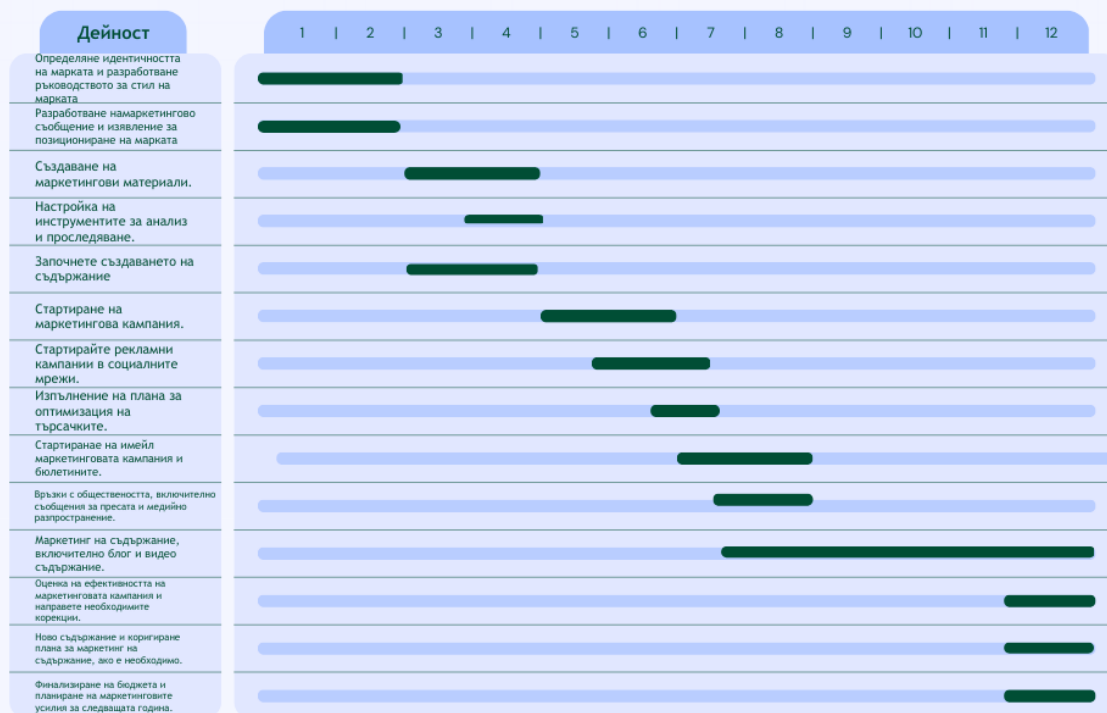 Дейност
1 | 2 | 3 | 4 | 5 | 6 | 7 | 8 | 9 | 10 | 11 | 12
Определяне идентичността
на марката и разработване
ръководството за стил на
марката
Разработване намаркетингово
съобщение и изявление за
позициониране на марката
Създаване на
маркетингови материали.
Настройка на
инструментите за анализ
и проследяване.
Започнете създаването на
съдържание
Стартиране на
маркетингова кампания.
Стартирайте рекламни
кампании в социалните
мрежи.
Изпълнение на плана за
оптимизация на
търсачките.
Стартиранае на имейл
маркетинговата кампания и
бюлетините.
Връзки с обществеността, включително
съобщения за пресата и медийно
разпространение.
Маркетинг на съдържание,
включително блог и видео
съдържание.
Оценка на ефективността на
маркетинговата кампания и
направете необходимите
корекции.
Ново съдържание и коригиране
плана за маркетинг на
съдържание, ако е необходимо.
Финализиране на бюджета и
планиране на маркетинговите
усилия за следващата година.